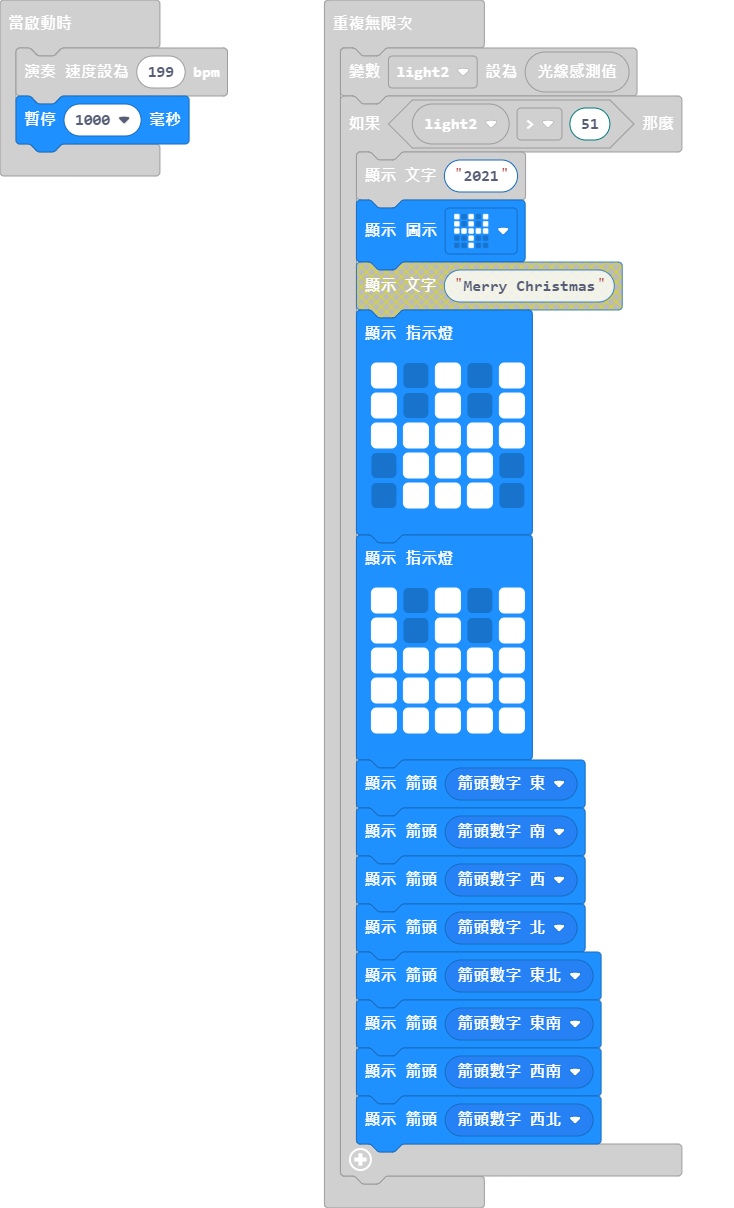 當啟動時
演奏 速度設為 199 bpm
暫停 1000 毫秒
重複無限次
變數 light2 設為 光線感測值
如果 light2 > 51 那麼
顯示 文字 "2021"
顯示 圖示
顯示 文字 "Merry Christmas"
顯示 指示燈
顯示 指示燈
顯示 箭頭 箭頭數字 東
顯示 箭頭 箭頭數字 南
顯示 箭頭 箭頭數字 西
顯示 箭頭 箭頭數字 北
顯示 箭頭 箭頭數字 東北
顯示 箭頭 箭頭數字 東南
顯示 箭頭 箭頭數字 西南
顯示 箭頭 箭頭數字 西北